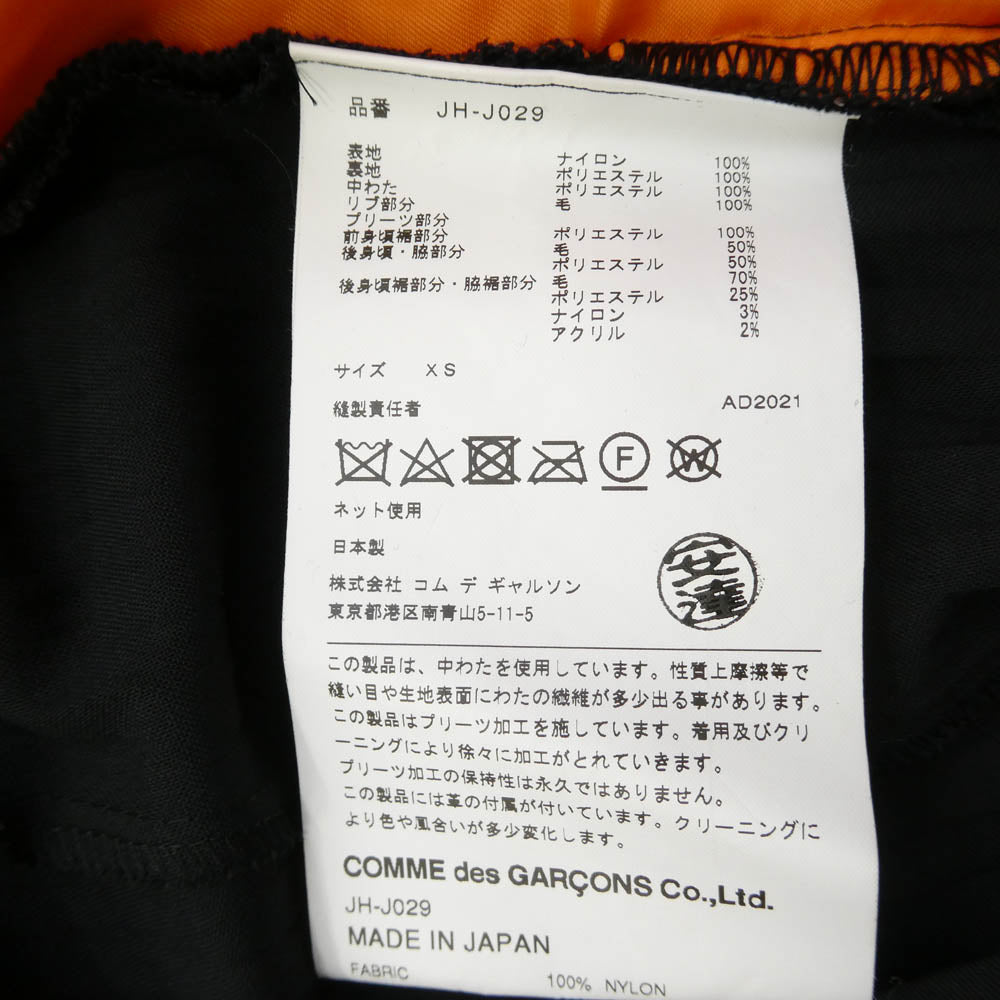 品番 JH-J029
表地 ナイロン 100%
裏地 ポリエステル 100%
中わた ポリエステル 100%
リブ部分 毛 100%
プリーツ部分
前身頃裾部分 ポリエステル 100%
後身頃・脇部分 毛 50%
ポリエステル 50%
後身頃裾部分・脇裾部分 毛 70%
ポリエステル 25%
ナイロン 3%
アクリル 2%
サイズ XS
縫製責任者 AD2021
F W
ネット使用
日本製
安達
株式会社 コム デ ギャルソン
東京都港区南青山5-11-5
この製品は、中わたを使用しています。性質上摩擦等で
縫い目や生地表面にわたの繊維が多少出る事があります。
この製品はプリーツ加工を施しています。着用及びクリ
ーニングにより徐々に加工がとれていきます。
プリーツ加工の保持性は永久ではありません。
この製品には革の付属が付いています。クリーニングに
より色や風合いが多少変化します。
COMME des GARÇONS Co.,Ltd.
JH-J029
MADE IN JAPAN
FABRIC 100% NYLON